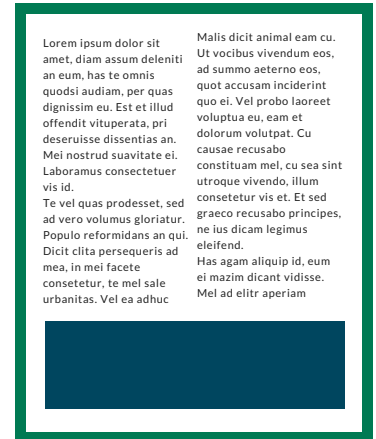 Lorem ipsum dolor sit
amet, diam assum deleniti
an eum, has te omnis
quodsi audiam, per quas
dignissim eu. Est et illud
offendit vituperata, pri
deseruisse dissentias an.
Mei nostrud suavitate ei.
Laboramus consectetuer
vis id.
Te vel quas prodesset, sed
ad vero volumus gloriatur.
Populo reformidans an qui.
Dicit clita persequeris ad
mea, in mei facete
consetetur, te mel sale
urbanitas. Vel ea adhuc
Malis dicit animal eam cu.
Ut vocibus vivendum eos,
ad summo aeterno eos,
quot accusam inciderint
quo ei. Vel probo laoreet
voluptua eu, eam et
dolorum volutpat. Cu
causae recusabo
constituam mel, cu sea sint
utroque vivendo, illum
consetetur vis et. Et sed
graeco recusabo principes,
ne ius dicam legimus
eleifend.
Has agam aliquip id, eum
ei mazim dicant vidisse.
Mel ad elitr aperiam